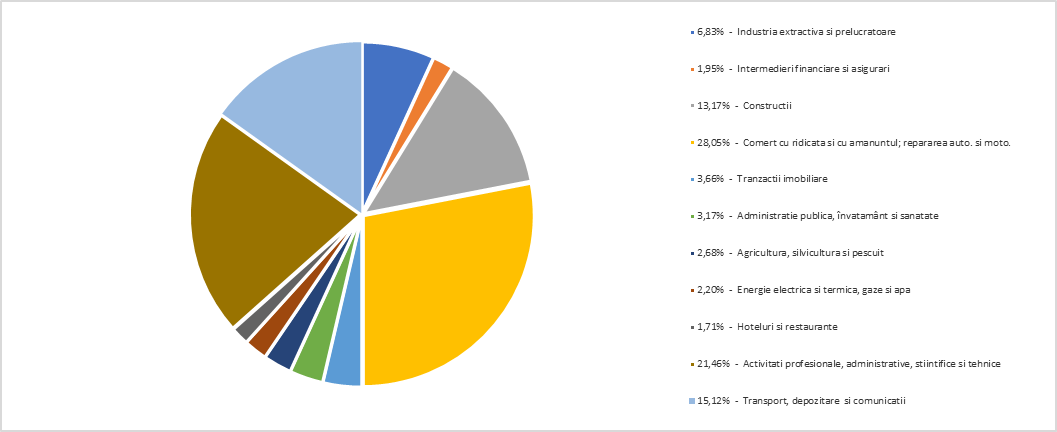 6,83% - Industria extractiva si prelucratoare
1,95% - Intermedieri financiare si asigurari
13,17% - Constructii
28,05% - Comert cu ridicata si cu amanuntul; repararea auto. si moto.
3,66% - Tranzactii imobiliare
3,17% - Administratie publica, învatamânt si sanatate
2,68% - Agricultura, silvicultura si pescuit
2,20% - Energie electrica si termica, gaze si apa
1,71% - Hoteluri si restaurante
21,46% - Activitati profesionale, administrative, stiintifice si tehnice
15,12% - Transport, depozitare si comunicatii